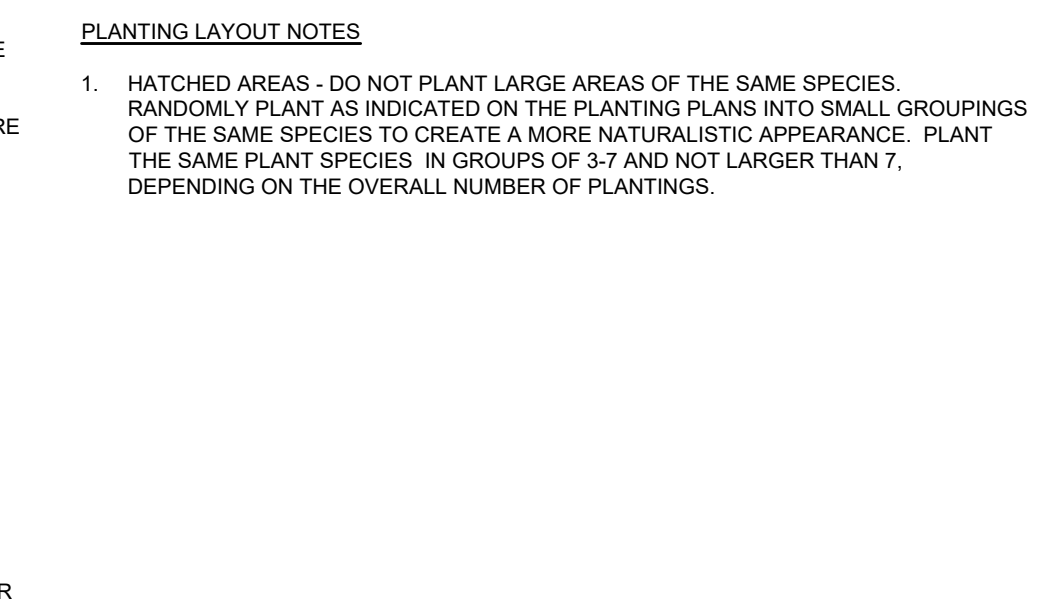 PLANTING LAYOUT NOTES
1. HATCHED AREAS - DO NOT PLANT LARGE AREAS OF THE SAME SPECIES.
RANDOMLY PLANT AS INDICATED ON THE PLANTING PLANS INTO SMALL GROUPINGS
OF THE SAME SPECIES TO CREATE A MORE NATURALISTIC APPEARANCE.  PLANT
THE SAME PLANT SPECIES  IN GROUPS OF 3-7 AND NOT LARGER THAN 7,
DEPENDING ON THE OVERALL NUMBER OF PLANTINGS.